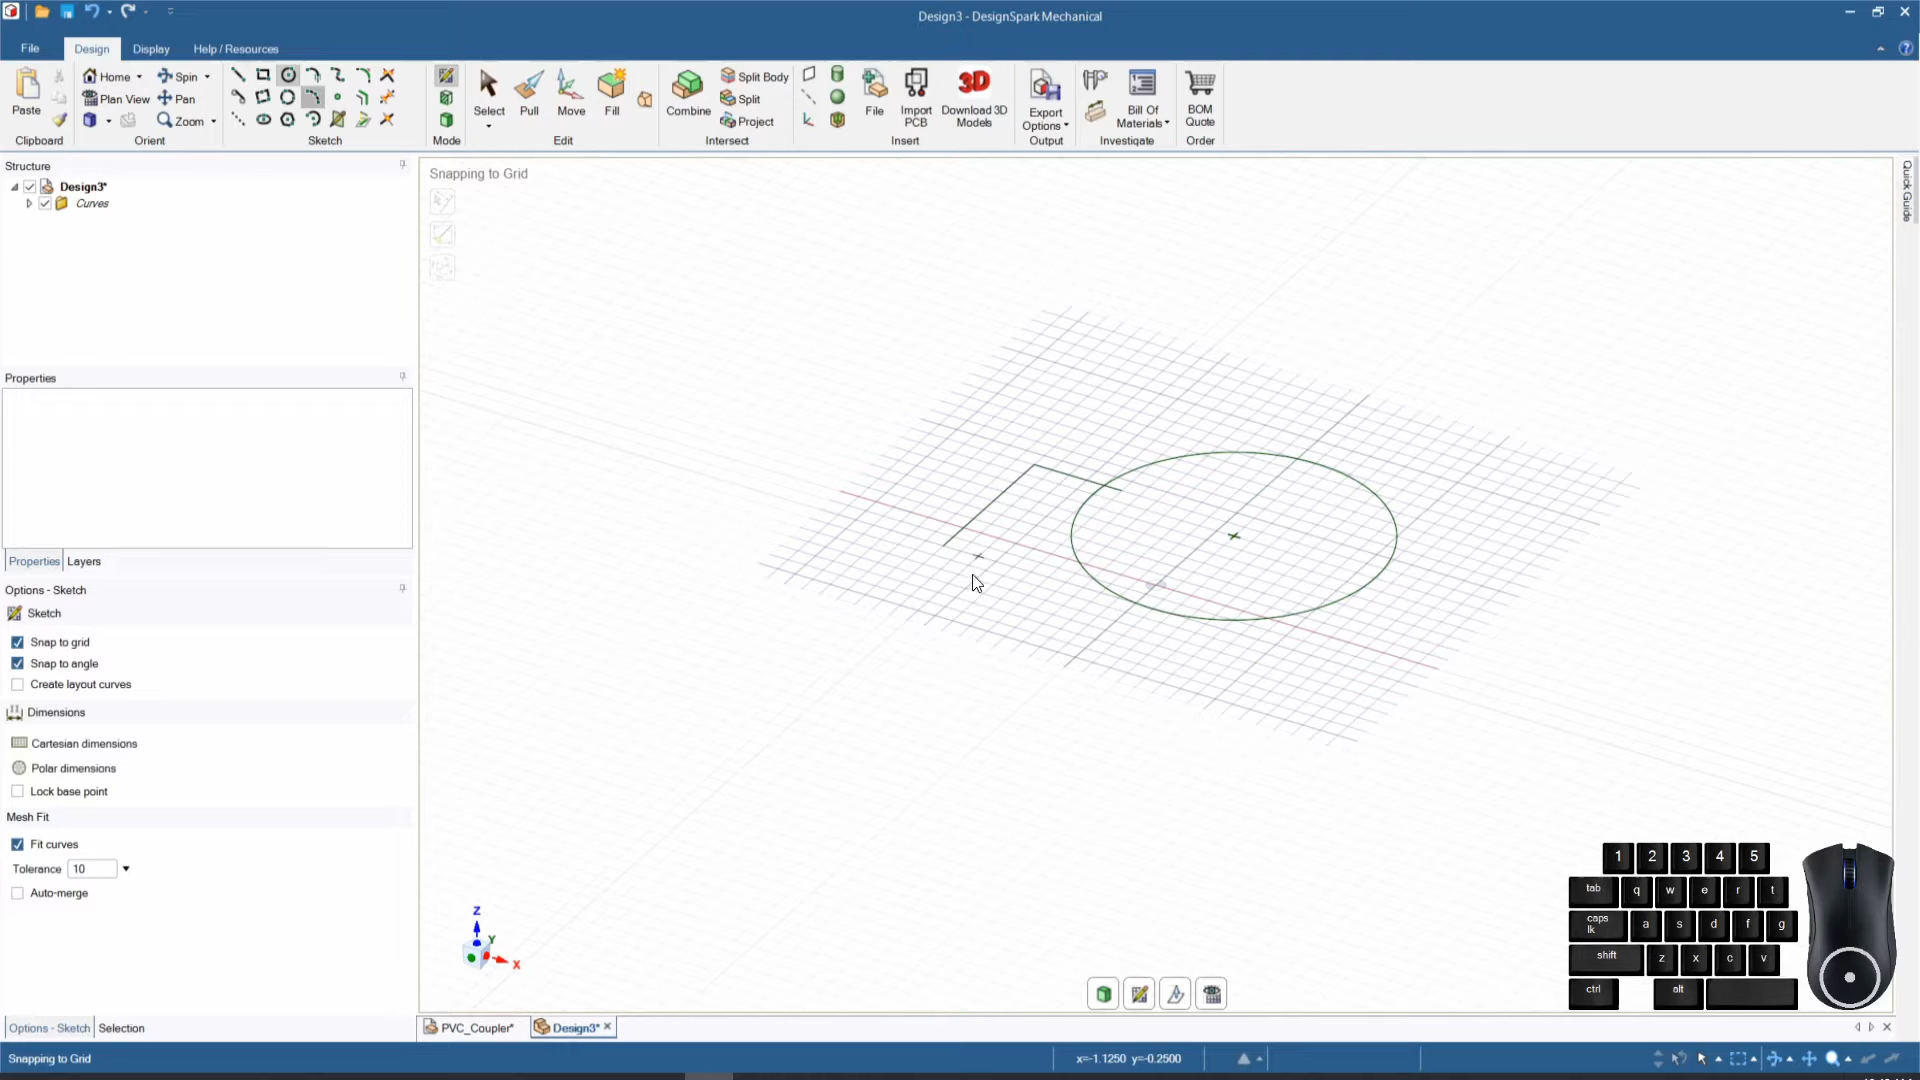 Design3 - DesignSpark Mechanical
File
Design
Display
Help / Resources
Paste
Clipboard
Home
Spin
Plan View
Pan
Zoom
Orient
Sketch
Mode
Select
Pull
Move
Fill
Edit
Combine
Split Body
Split
Project
Intersect
File
Import
PCB
3D
Download 3D
Models
Insert
Export
Options
Output
Bill Of
Materials
Investigate
BOM
Quote
Order
Structure
Design3*
Curves
Properties
Properties
Layers
Options - Sketch
Sketch
Snap to grid
Snap to angle
Create layout curves
Dimensions
Cartesian dimensions
Polar dimensions
Lock base point
Mesh Fit
Fit curves
Tolerance 10
Auto-merge
Options - Sketch
Selection
Snapping to Grid
Quick Guide
Z
Y
X
PVC_Coupler*
Design3*
1 2 3 4 5
tab q w e r t
caps
lk a s d f g
shift z x c v
ctrl alt
Snapping to Grid
x=-1.1250 y=-0.2500